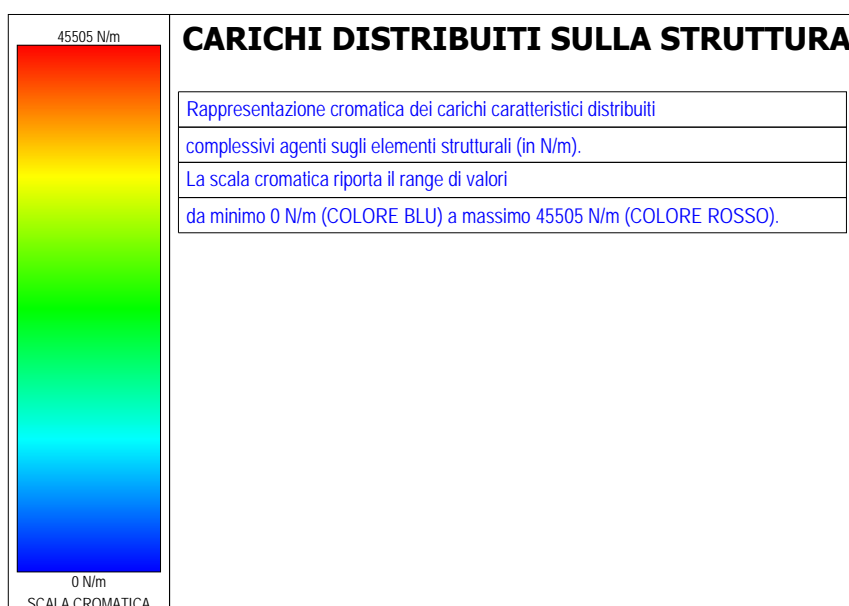 45505 N/m
CARICHI DISTRIBUITI SULLA STRUTTURA
Rappresentazione cromatica dei carichi caratteristici distribuiti
complessivi agenti sugli elementi strutturali (in N/m).
La scala cromatica riporta il range di valori
da minimo 0 N/m (COLORE BLU) a massimo 45505 N/m (COLORE ROSSO).
0 N/m
SCALA CROMATICA